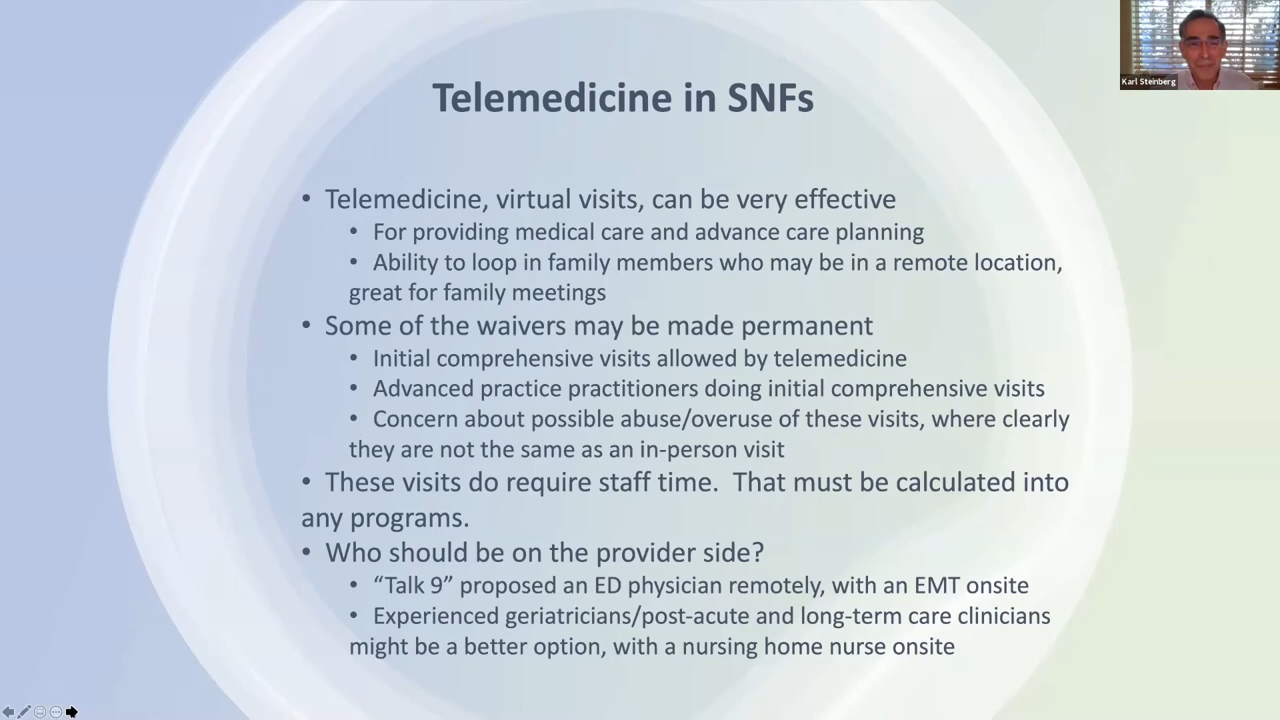 Karl Steinberg
Telemedicine in SNFs
• Telemedicine, virtual visits, can be very effective
• For providing medical care and advance care planning
• Ability to loop in family members who may be in a remote location,
great for family meetings
• Some of the waivers may be made permanent
• Initial comprehensive visits allowed by telemedicine
• Advanced practice practitioners doing initial comprehensive visits
• Concern about possible abuse/overuse of these visits, where clearly
they are not the same as an in-person visit
• These visits do require staff time.  That must be calculated into
any programs.
• Who should be on the provider side?
• “Talk 9” proposed an ED physician remotely, with an EMT onsite
• Experienced geriatricians/post-acute and long-term care clinicians
might be a better option, with a nursing home nurse onsite